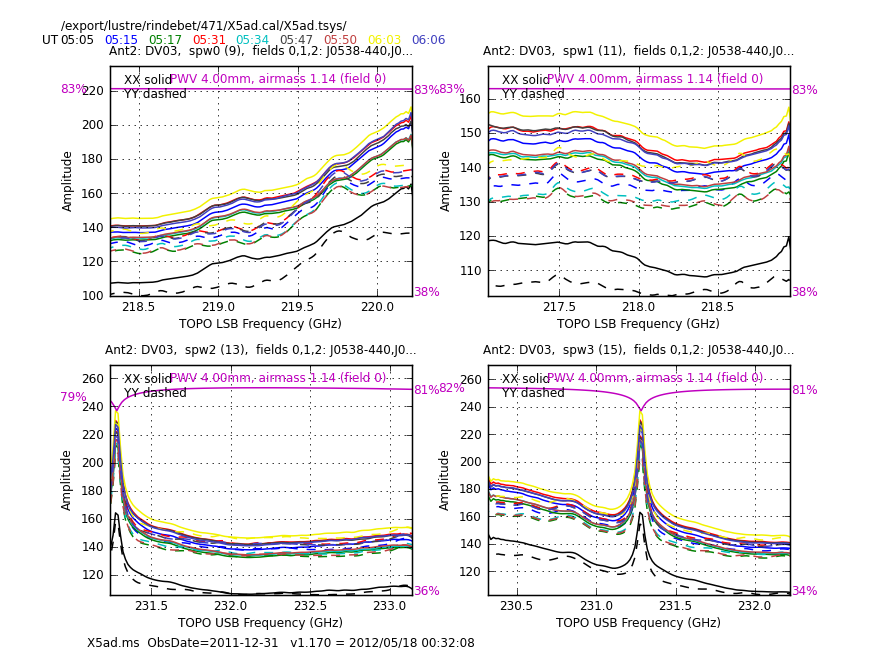 /export/lustre/rindebet/471/X5ad.cal/X5ad.tsys/
UT 05:05 05:15 05:17 05:31 05:34 05:47 05:50 06:03 06:06
Ant2: DV03, spw0 (9), fields 0,1,2: J0538-440,J0...
XX solid
PWV 4.00mm, airmass 1.14 (field 0)
YY dashed
83%
83%
38%
220
200
180
160
140
120
100
Amplitude
218.5 219.0 219.5 220.0
TOPO LSB Frequency (GHz)
Ant2: DV03, spw1 (11), fields 0,1,2: J0538-440,J0...
XX solid
PWV 4.00mm, airmass 1.14 (field 0)
YY dashed
83%
83%
38%
160
150
140
130
120
110
Amplitude
217.5 218.0 218.5
TOPO LSB Frequency (GHz)
Ant2: DV03, spw2 (13), fields 0,1,2: J0538-440,J0...
XX solid
PWV 4.00mm, airmass 1.14 (field 0)
YY dashed
79%
81%
36%
260
240
220
200
180
160
140
120
Amplitude
231.5 232.0 232.5 233.0
TOPO USB Frequency (GHz)
Ant2: DV03, spw3 (15), fields 0,1,2: J0538-440,J0...
XX solid
PWV 4.00mm, airmass 1.14 (field 0)
YY dashed
82%
81%
34%
260
240
220
200
180
160
140
120
Amplitude
230.5 231.0 231.5 232.0
TOPO USB Frequency (GHz)
X5ad.ms ObsDate=2011-12-31 v1.170 = 2012/05/18 00:32:08